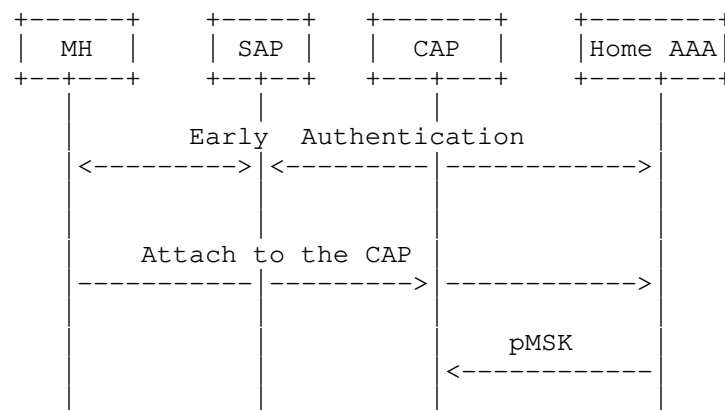 MH SAP CAP Home AAA
Early Authentication
Attach to the CAP
pMSK